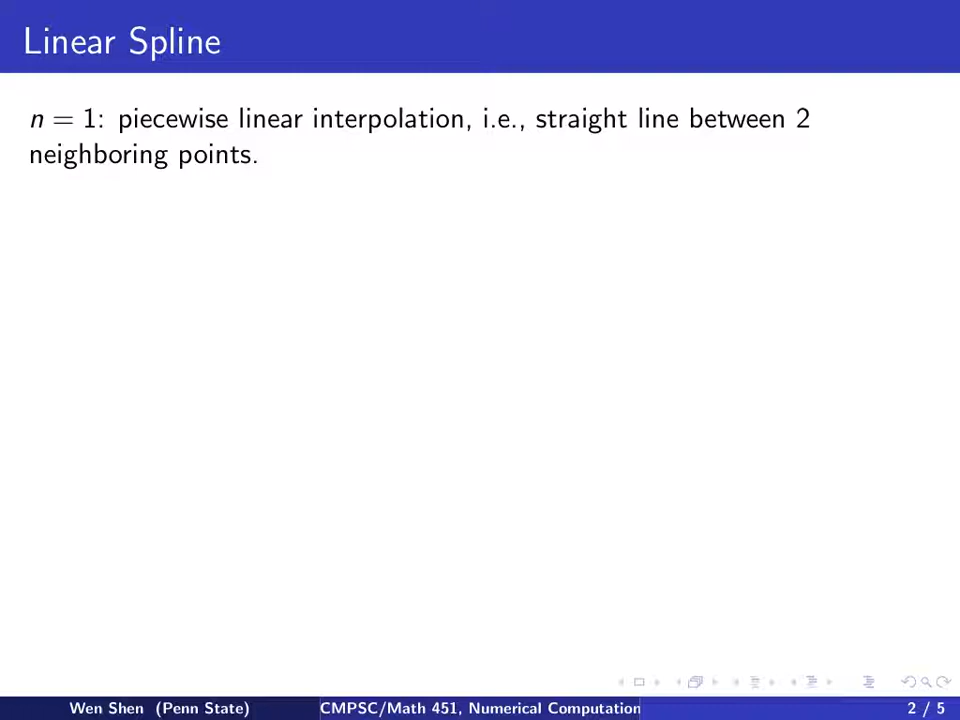 Linear Spline
n = 1: piecewise linear interpolation, i.e., straight line between 2
neighboring points.
Wen Shen (Penn State)
CMPSC/Math 451, Numerical Computation
2 / 5